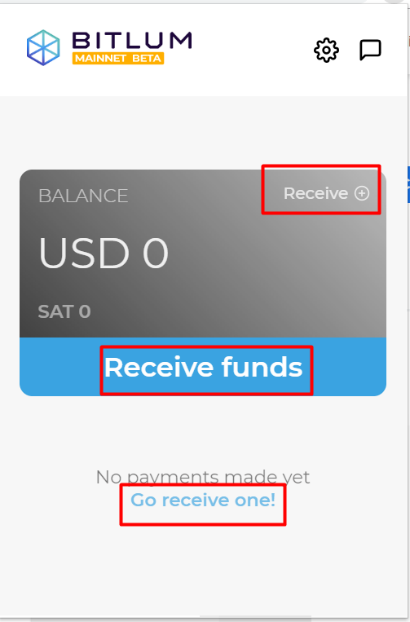 BITLUM
MAINNET BETA
BALANCE
Receive
USD 0
SAT 0
Receive funds
No payments made yet
Go receive one!